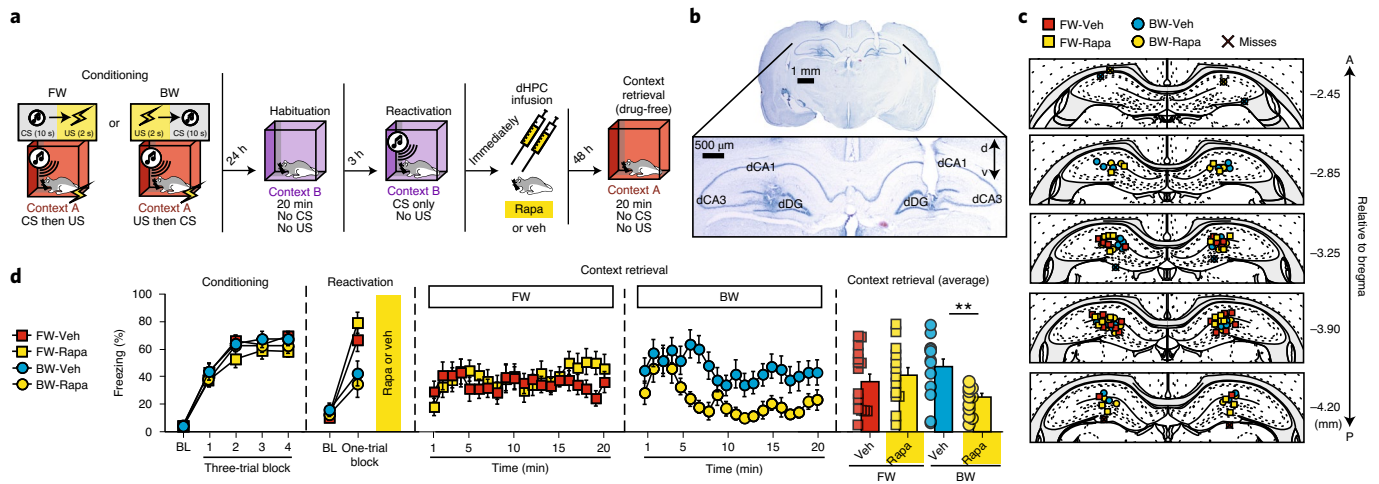 a
Conditioning
FW
BW
or
CS (10 s)
US (2 s)
US (2 s)
CS (10 s)
Context A
CS then US
Context A
US then CS
24 h
Habituation
Context B
20 min
No CS
No US
3 h
Reactivation
Context B
CS only
No US
Immediately
dHPC
infusion
Rapa
or veh
48 h
Context
retrieval
(drug-free)
Context A
20 min
No CS
No US
b
1 mm
500 µm
d
v
dCA1
dCA1
dCA3
dCA3
dDG
dDG
c
FW-Veh
BW-Veh
FW-Rapa
BW-Rapa
Misses
A
–2.45
–2.85
–3.25
–3.90
–4.20
(mm)
P
Relative to bregma
d
FW-Veh
FW-Rapa
BW-Veh
BW-Rapa
Conditioning
Reactivation
Context retrieval
Context retrieval (average)
FW
BW
Freezing (%)
100
80
60
40
20
0
BL 1 2 3 4
Three-trial block
Rapa or veh
BL One-trial
block
1 5 10 15 20
Time (min)
1 5 10 15 20
Time (min)
**
Veh
Rapa
Veh
Rapa
FW
BW